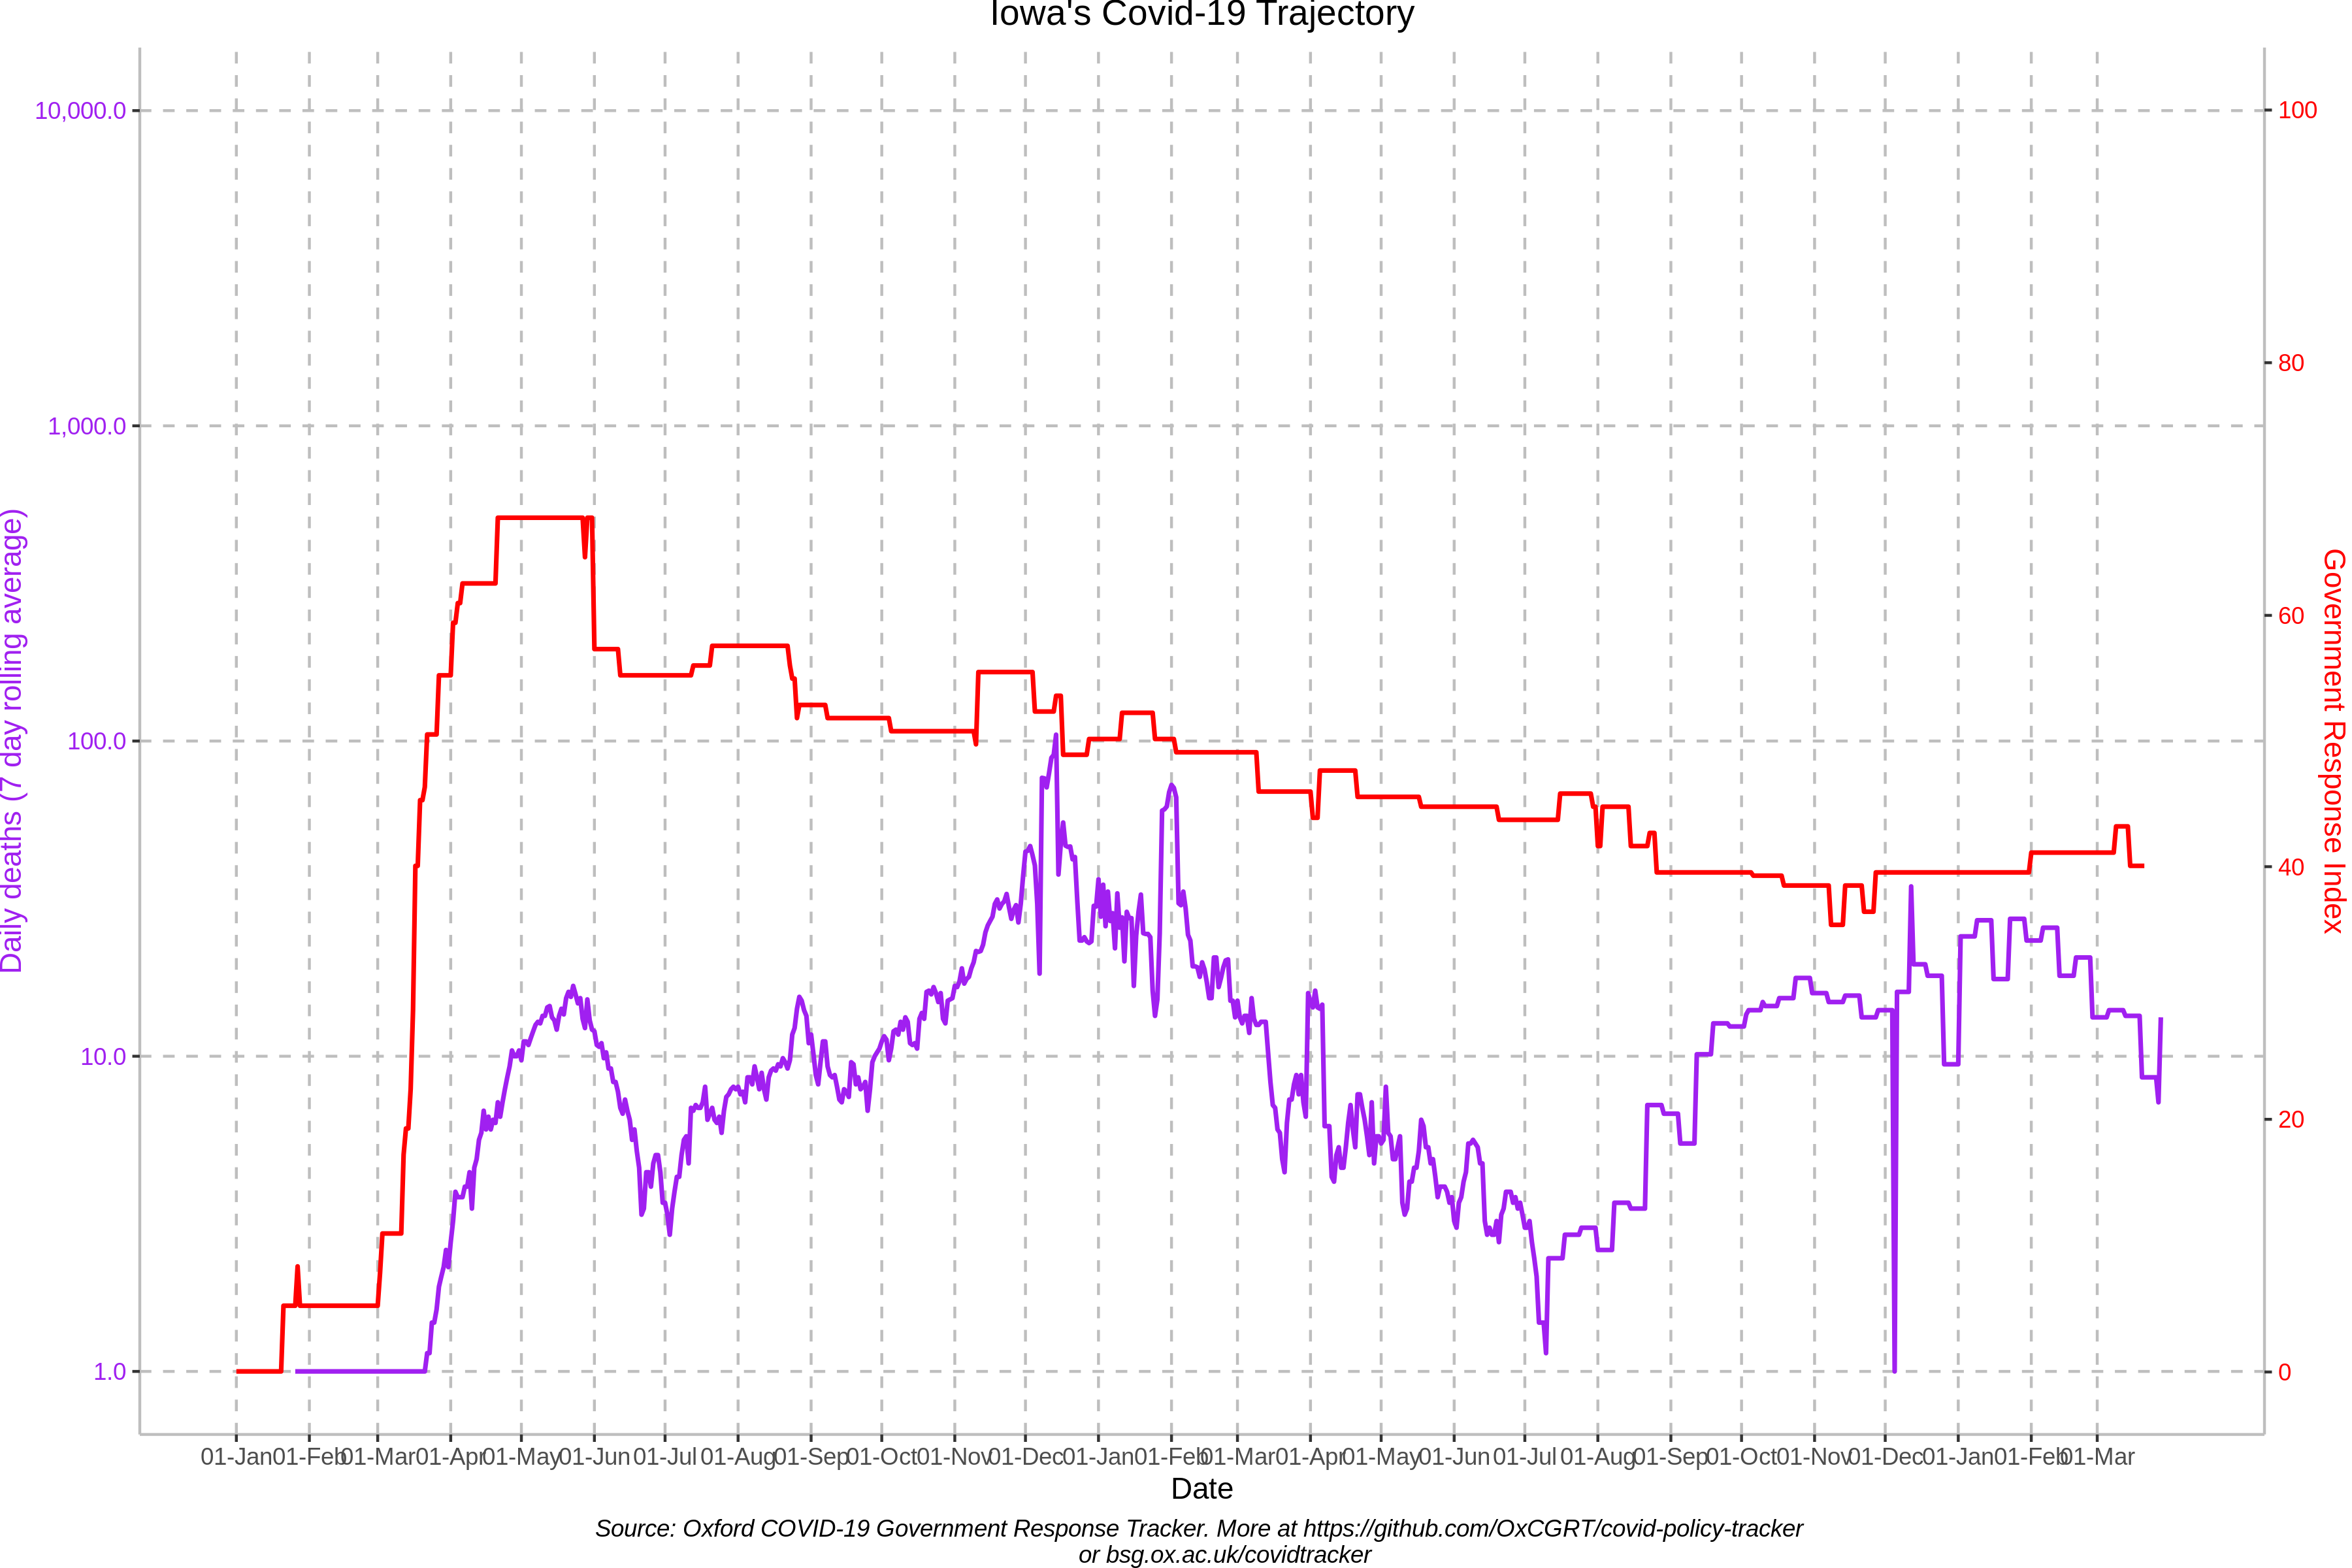 Iowa's Covid-19 Trajectory
10,000.0
1,000.0
100.0
10.0
1.0
Daily deaths (7 day rolling average)
100
80
60
40
20
0
Government Response Index
01-Jan 01-Feb 01-Mar 01-Apr 01-May 01-Jun 01-Jul 01-Aug 01-Sep 01-Oct 01-Nov 01-Dec 01-Jan 01-Feb 01-Mar 01-Apr 01-May 01-Jun 01-Jul 01-Aug 01-Sep 01-Oct 01-Nov 01-Dec 01-Jan 01-Feb 01-Mar
Date
Source: Oxford COVID-19 Government Response Tracker. More at https://github.com/OxCGRT/covid-policy-tracker
or bsg.ox.ac.uk/covidtracker